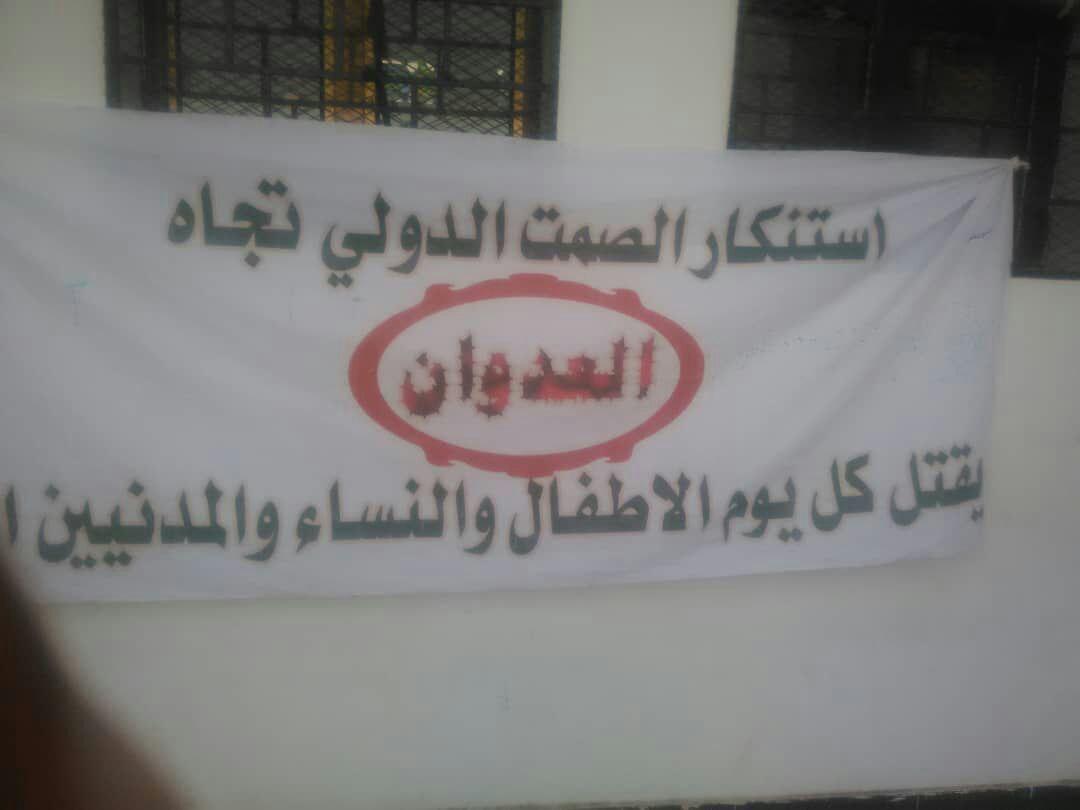 استنكار الصمت الدولي تجاه
العدوان
يقتل كل يوم الاطفال والنساء والمدنيين